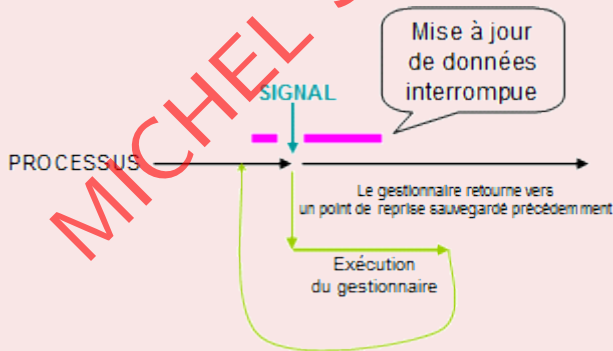 Mise à jour
de données
interrompue
SIGNAL
PROCESSUS
Le gestionnaire retourne vers
un point de reprise sauvegardé précédemment
Exécution
du gestionnaire
MICHEL